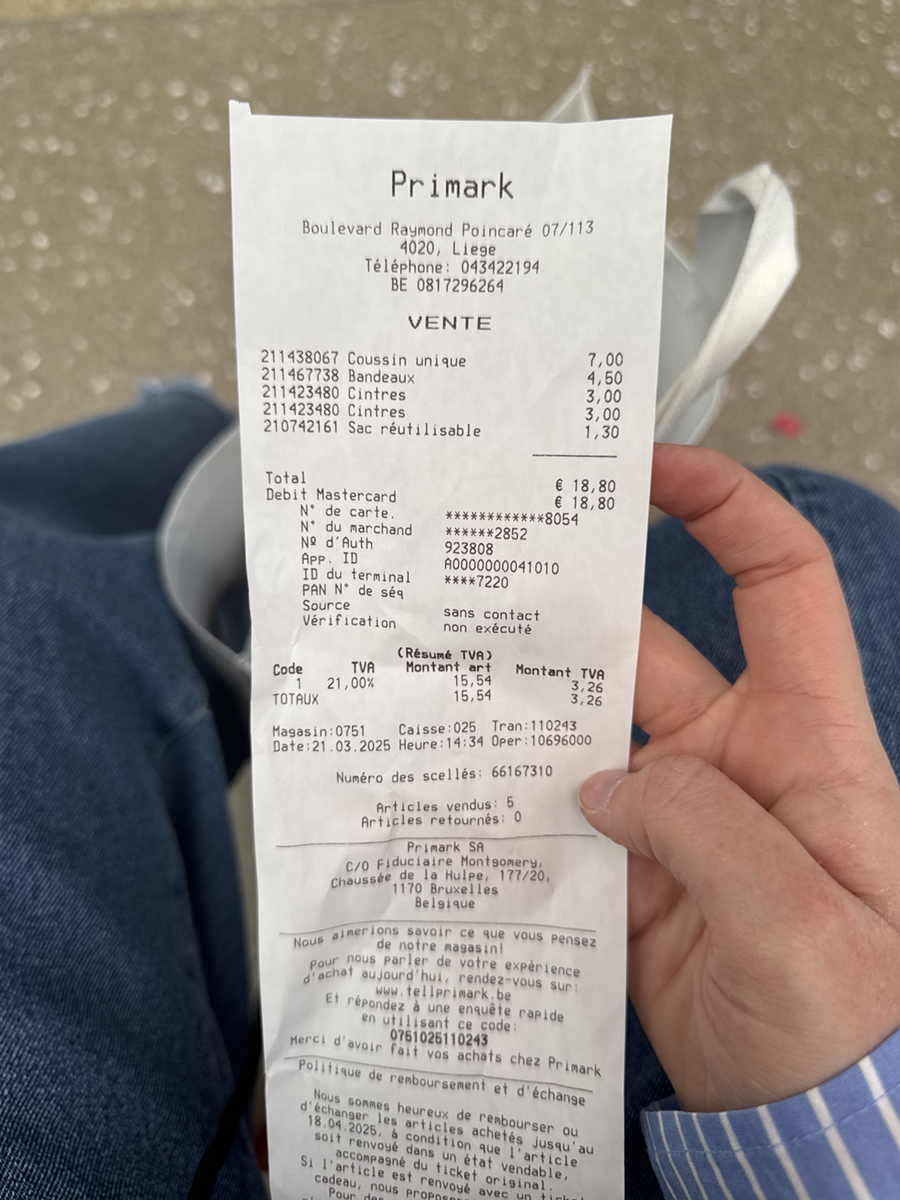 Primark
Boulevard Raymond Poincaré 07/113
4020, Liege
Téléphone: 043422194
BE 0817296264
VENTE
211438067 Coussin unique 7,00
211467738 Bandeaux 4,50
211423480 Cintres 3,00
211423480 Cintres 3,00
210742161 Sac réutilisable 1,30
Total € 18,80
Debit Mastercard € 18,80
N° de carte. ************8054
N° du marchand ******2852
Nº d'Auth 923808
App. ID A0000000041010
ID du terminal ****7220
PAN N° de séq
Source sans contact
Vérification non exécuté
(Résumé TVA)
Code TVA Montant art Montant TVA
1 21,00% 15,54 3,26
TOTAUX 15,54 3,26
Magasin:0751 Caisse:025 Tran:110243
Date:21.03.2025 Heure:14:34 Oper:10696000
Numéro des scellés: 66167310
Articles vendus: 5
Articles retournés: 0
Primark SA
C/O Fiduciaire Montgomery,
Chaussée de la Hulpe, 177/20,
1170 Bruxelles
Belgique
Nous aimerions savoir ce que vous pensez
de notre magasin!
Pour nous parler de votre expérience
d'achat aujourd'hui, rendez-vous sur:
www.tellprimark.be
Et répondez à une enquête rapide
en utilisant ce code:
0751025110243
Merci d'avoir fait vos achats chez Primark
Politique de remboursement et d'échange
Nous sommes heureux de rembourser ou
d'échanger les articles achetés jusqu'au
18.04.2025, à condition que l'article
soit renvoyé dans un état vendable,
accompagné du ticket original.
Si l'article est renvoyé avec un ticket
cadeau, nous
Pour